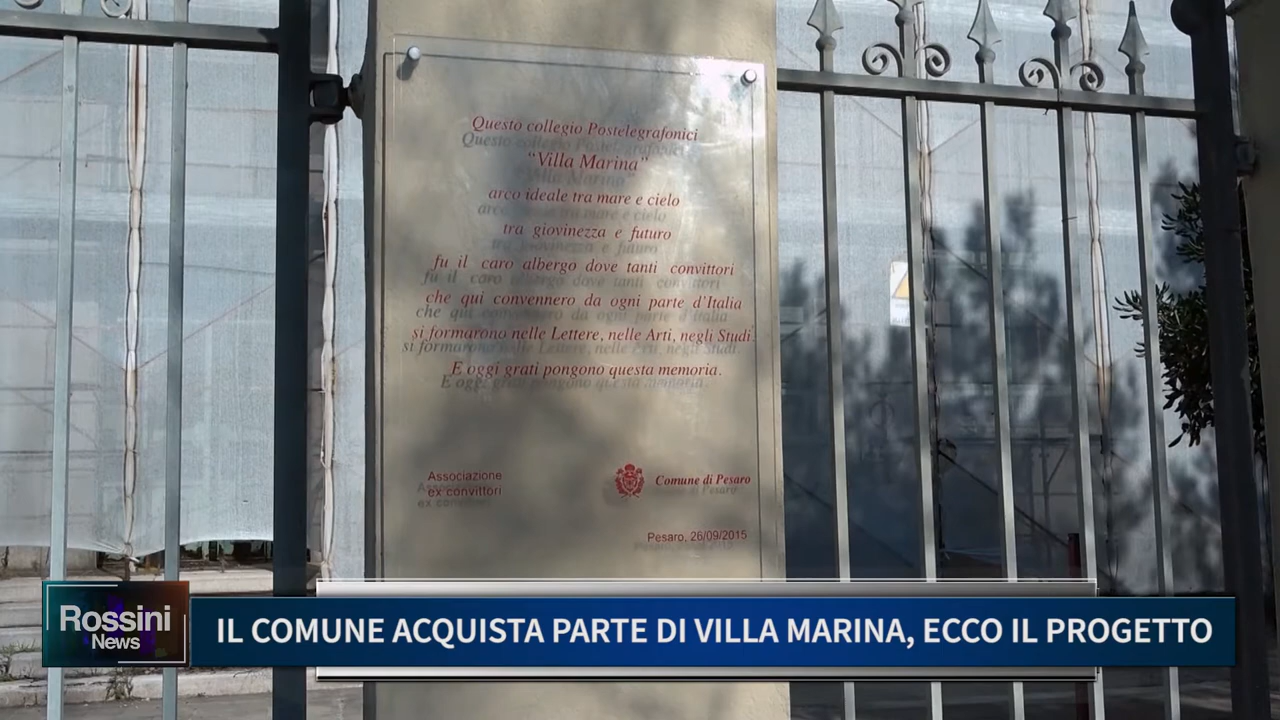 Questo collegio Postelegrafonici
“Villa Marina”
arco ideale tra mare e cielo
tra giovinezza e futuro
fu il caro albergo dove tanti convittori
che qui convennero da ogni parte d’Italia
si formarono nelle Lettere, nelle Arti, negli Studi.
E oggi grati pongono questa memoria.
Associazione
ex convittori
Comune di Pesaro
Pesaro, 26/09/2015
Rossini
News
IL COMUNE ACQUISTA PARTE DI VILLA MARINA, ECCO IL PROGETTO